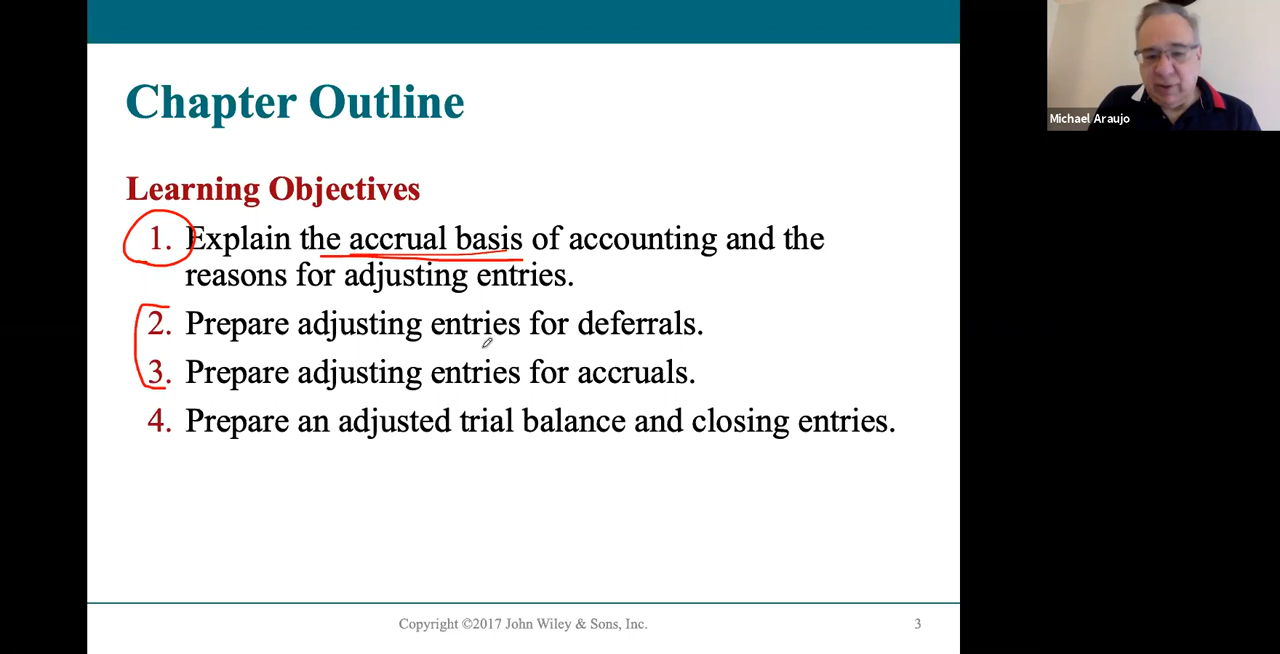 Chapter Outline
Learning Objectives
1. Explain the accrual basis of accounting and the
reasons for adjusting entries.
2. Prepare adjusting entries for deferrals.
3. Prepare adjusting entries for accruals.
4. Prepare an adjusted trial balance and closing entries.
Copyright ©2017 John Wiley & Sons, Inc.
3
Michael Araujo